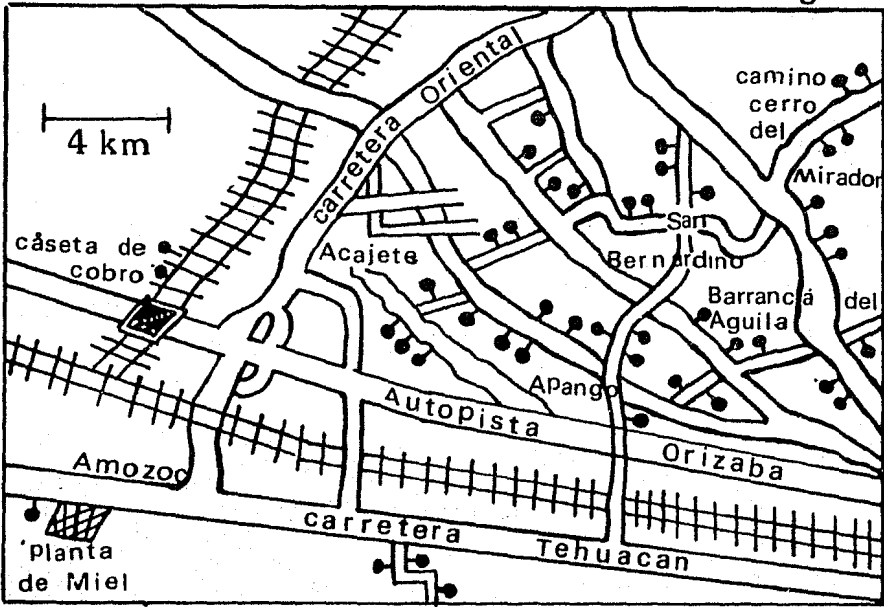 camino
cerro
del
Mirador
4 km
carretera Oriental
caseta de
cobro
Acajete
San
Bernardino
Barranca del
Aguila
Apango
Autopista
Orizaba
Amozoc
carretera
Tehuacan
planta
de Miel